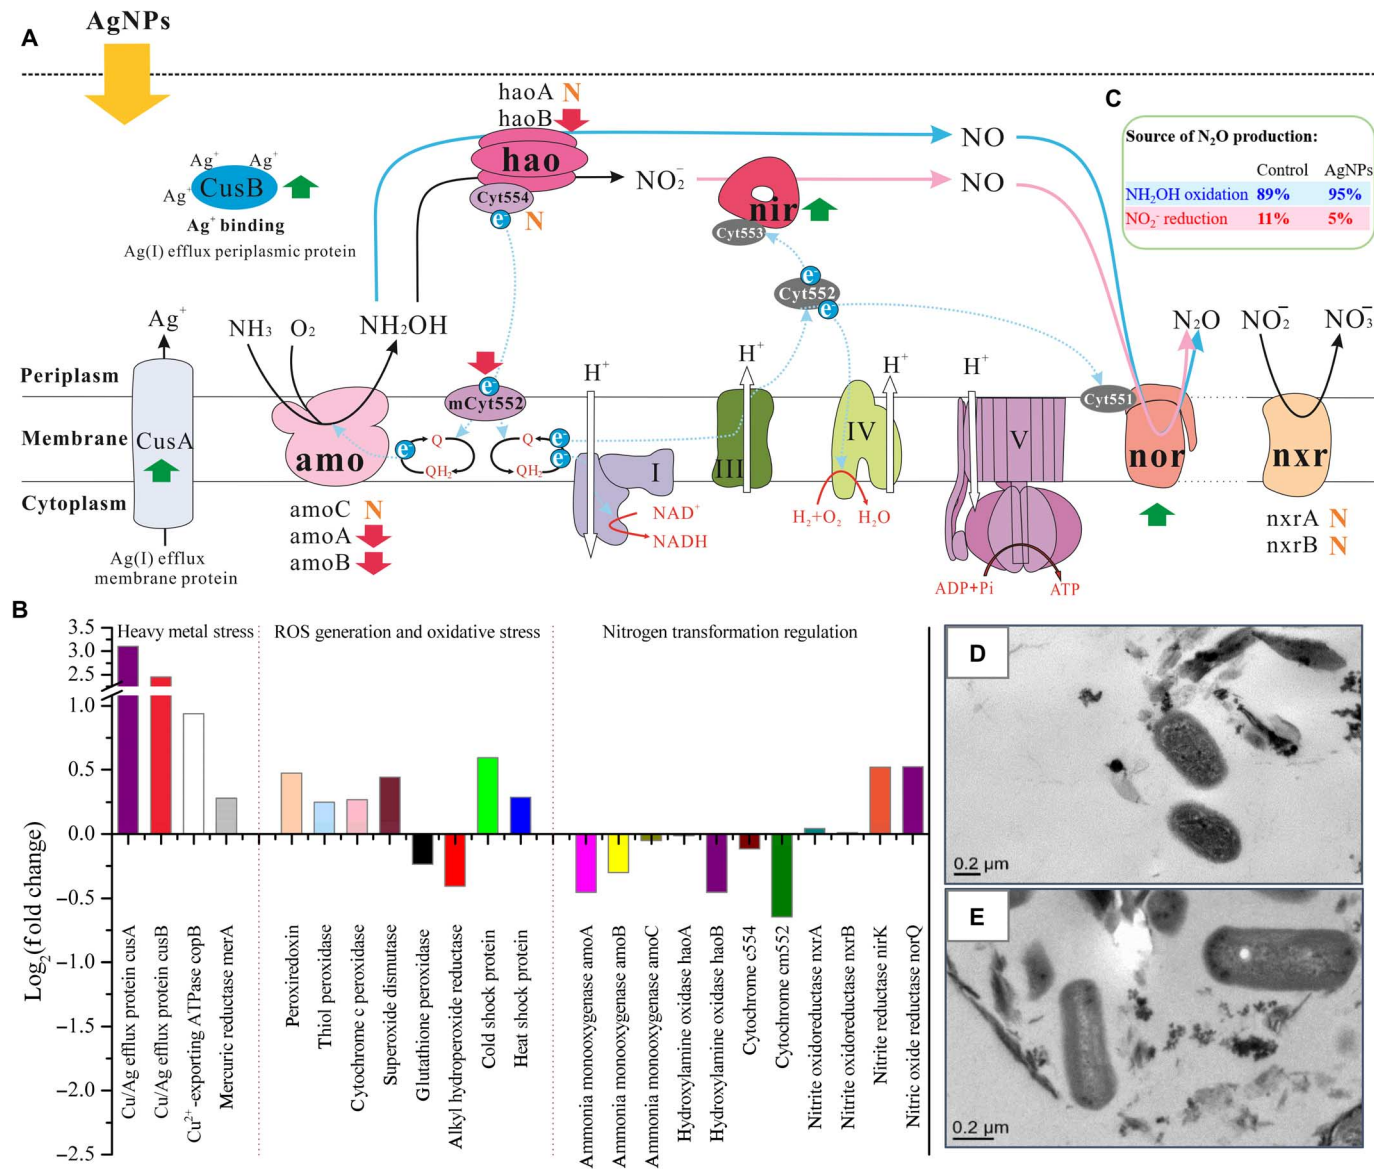 A
AgNPs
Ag⁺
Ag⁺
Ag⁺
CusB
Ag⁺ binding
Ag(I) efflux periplasmic protein
haoA N
haoB
hao
Cyt554
e⁻
N
NO₂⁻
NO
NO
nir
Cyt553
e⁻
Cyt552
e⁻
C
Source of N₂O production:
Control AgNPs
NH₂OH oxidation 89% 95%
NO₂⁻ reduction 11% 5%
Ag⁺
NH₃
O₂
NH₂OH
N₂O
NO₂⁻
NO₃⁻
Periplasm
Membrane
Cytoplasm
CusA
amo
e⁻
mCyt552
e⁻
Q
QH₂
Q
QH₂
e⁻
e⁻
H⁺
I
NAD⁺
NADH
H⁺
III
IV
H⁺
H₂+O₂
H₂O
H⁺
V
ADP+Pi
ATP
Cyt551
nor
nxr
amoC N
amoA
amoB
nxrA N
nxrB N
Ag(I) efflux
membrane protein
B
Heavy metal stress
ROS generation and oxidative stress
Nitrogen transformation regulation
Log₂(fold change)
3.5
3.0
2.5
1.0
0.5
0.0
−0.5
−1.0
−1.5
−2.0
−2.5
Cu/Ag efflux protein cusA
Cu/Ag efflux protein cusB
Cu²⁺-exporting ATPase copB
Mercuric reductase merA
Peroxiredoxin
Thiol peroxidase
Cytochrome c peroxidase
Superoxide dismutase
Glutathione peroxidase
Alkyl hydroperoxide reductase
Cold shock protein
Heat shock protein
Ammonia monooxygenase amoA
Ammonia monooxygenase amoB
Ammonia monooxygenase amoC
Hydroxylamine oxidase haoA
Hydroxylamine oxidase haoB
Cytochrome c554
Cytochrome cm552
Nitrite oxidoreductase nxrA
Nitrite oxidoreductase nxrB
Nitrite reductase nirK
Nitric oxide reductase norQ
D
0.2 μm
E
0.2 μm